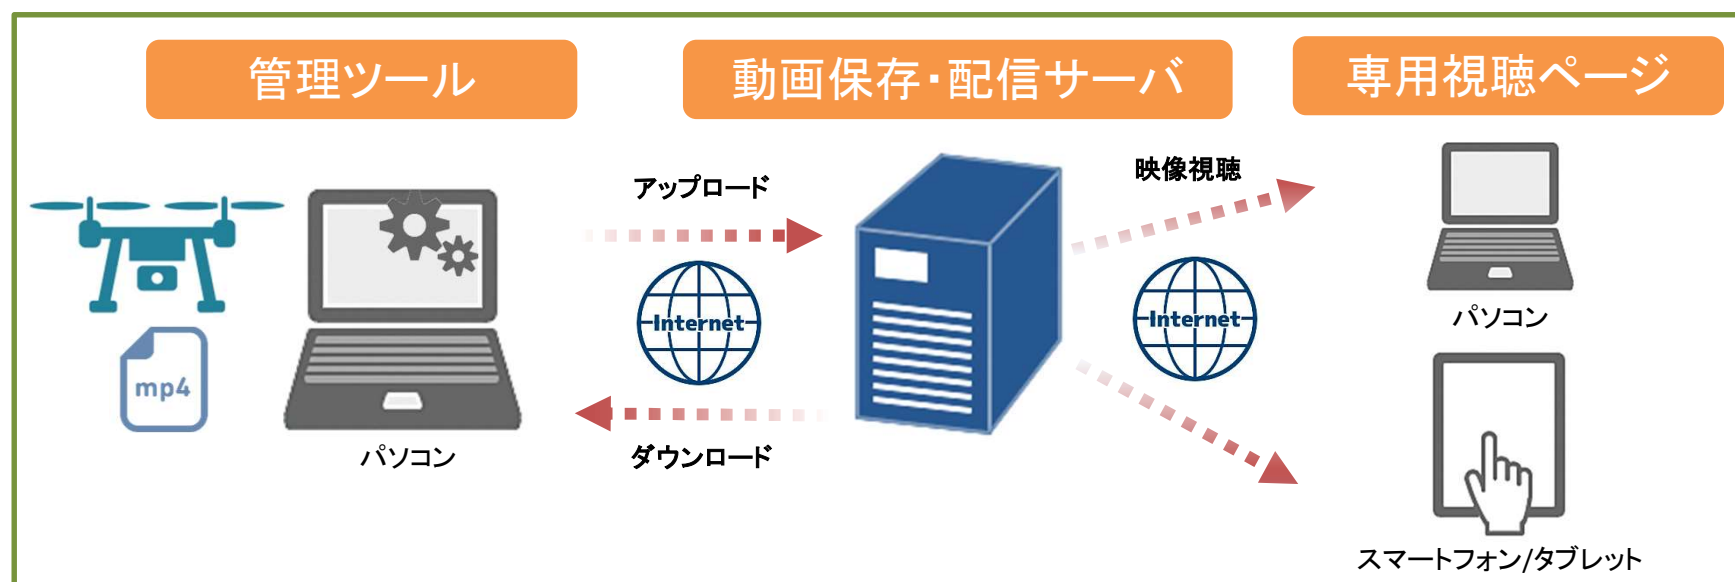 管理ツール
動画保存・配信サーバ
専用視聴ページ
アップロード
映像視聴
Internet
Internet
mp4
パソコン
ダウンロード
パソコン
スマートフォン/タブレット